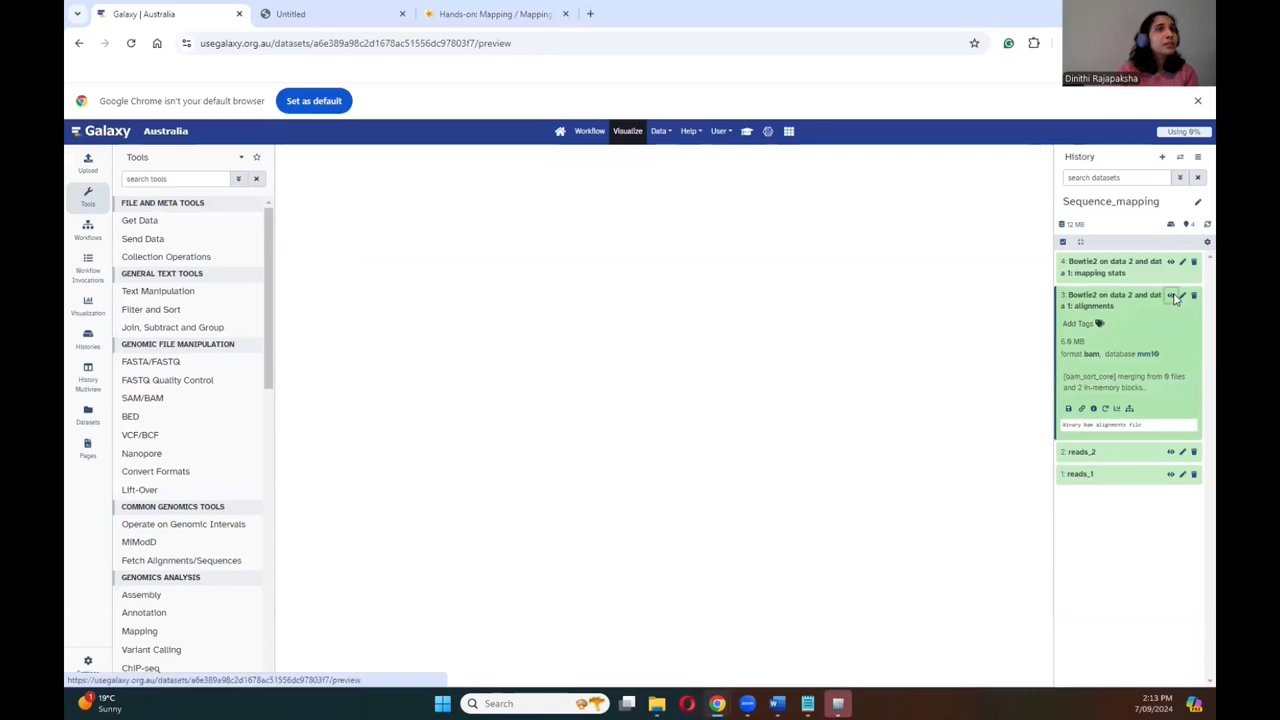 Galaxy | Australia
Untitled
Hands-on: Mapping / Mapping
usegalaxy.org.au/datasets/a6e389a98c2d1678ac51556dc97803f7/preview
Dinithi Rajapaksha
Google Chrome isn't your default browser
Set as default
Galaxy Australia
Workflow
Visualize
Data
Help
User
Using 0%
Upload
Tools
Workflows
Workflow
Invocations
Visualization
Histories
History
Multiview
Datasets
Pages
Tools
search tools
FILE AND META TOOLS
Get Data
Send Data
Collection Operations
GENERAL TEXT TOOLS
Text Manipulation
Filter and Sort
Join, Subtract and Group
GENOMIC FILE MANIPULATION
FASTA/FASTQ
FASTQ Quality Control
SAM/BAM
BED
VCF/BCF
Nanopore
Convert Formats
Lift-Over
COMMON GENOMICS TOOLS
Operate on Genomic Intervals
MiModD
Fetch Alignments/Sequences
GENOMICS ANALYSIS
Assembly
Annotation
Mapping
Variant Calling
ChiP-seq
History
search datasets
Sequence_mapping
12 MB
4
4: Bowtie2 on data 2 and dat
a 1: mapping stats
3: Bowtie2 on data 2 and dat
a 1: alignments
Add Tags
6.0 MB
format bam, database mm10
[bam_sort_core] merging from 0 files
and 2 in-memory blocks...
Binary bam alignments file
2: reads_2
1: reads_1
https://usegalaxy.org.au/datasets/a6e389a98c2d1678ac51556dc97803f7/preview
1
19°C
Sunny
Search
2:13 PM
7/09/2024